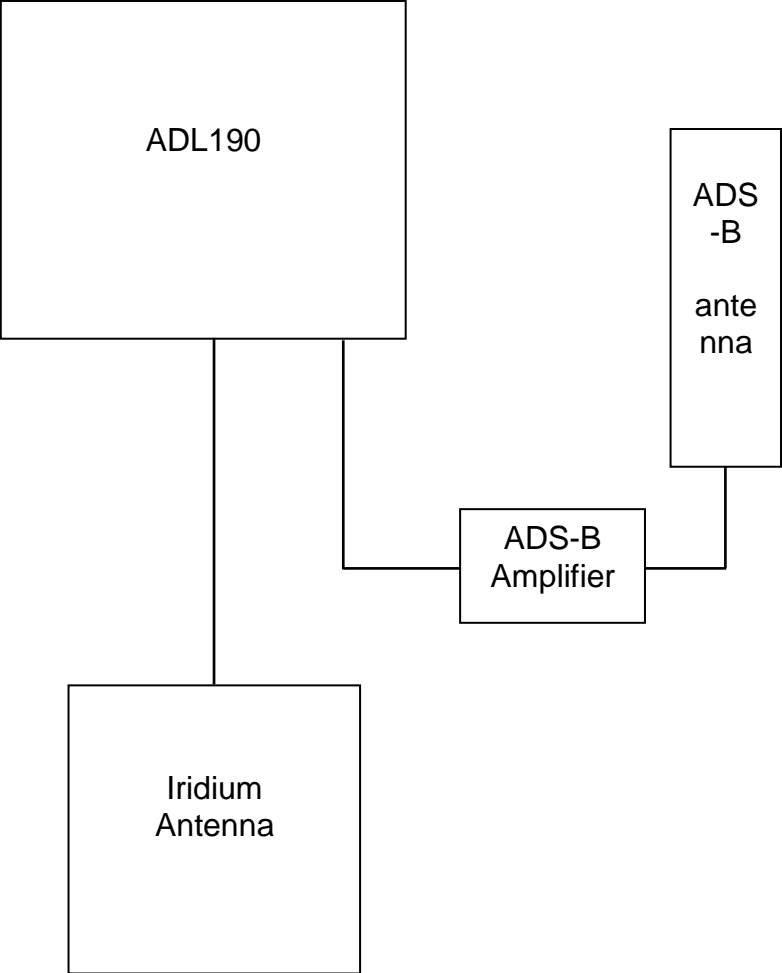 ADL190
ADS
-B
ante
nna
ADS-B
Amplifier
Iridium
Antenna